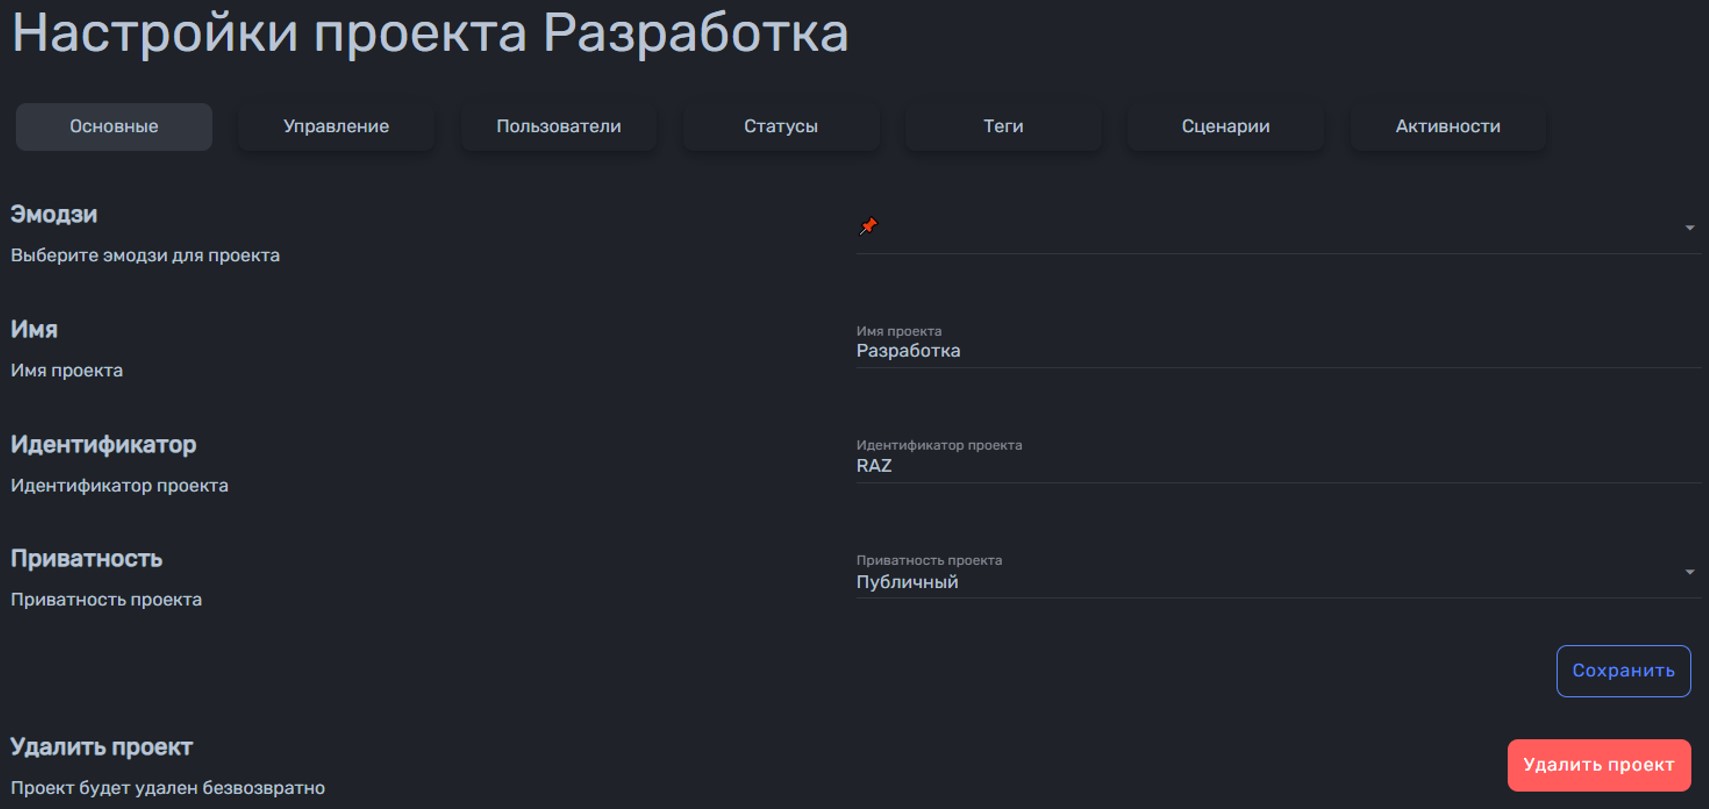 Настройки проекта Разработка
Основные Управление Пользователи Статусы Теги Сценарии Активности
Эмодзи
Выберите эмодзи для проекта
Имя
Имя проекта
Имя проекта
Разработка
Идентификатор
Идентификатор проекта
Идентификатор проекта
RAZ
Приватность
Приватность проекта
Приватность проекта
Публичный
Сохранить
Удалить проект
Проект будет удален безвозвратно
Удалить проект